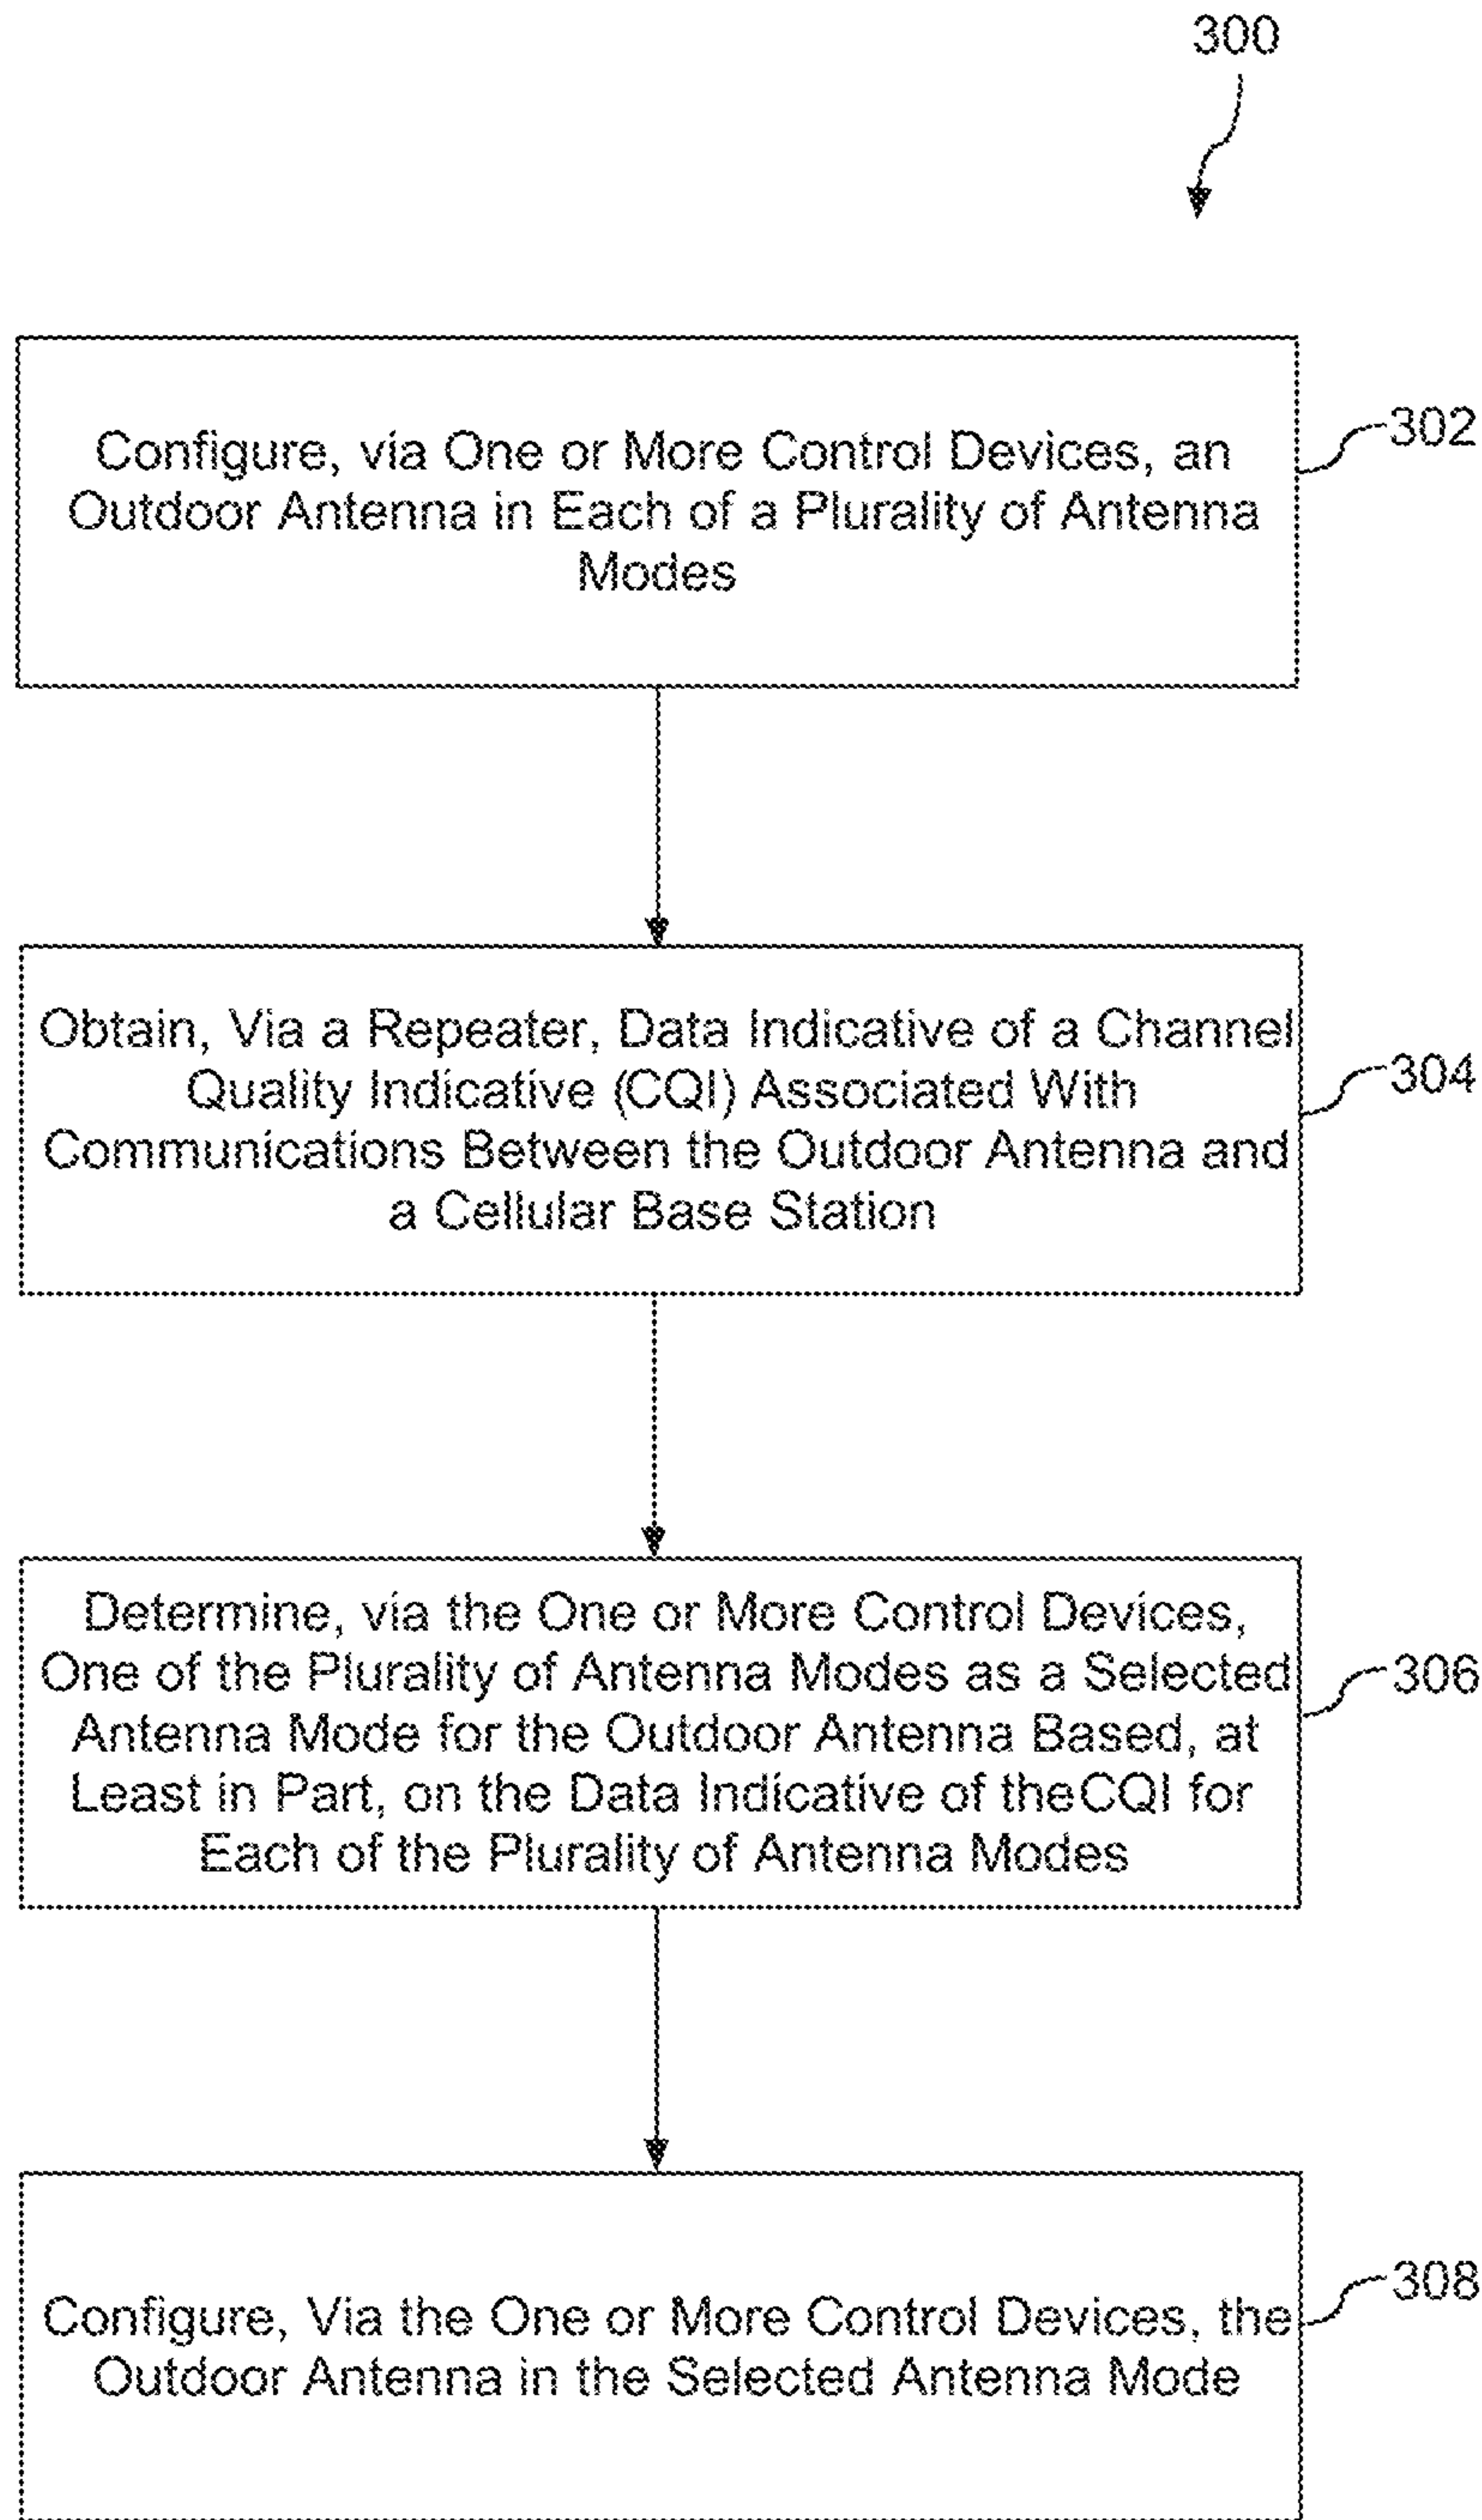 300
Configure, via One or More Control Devices, an
Outdoor Antenna in Each of a Plurality of Antenna
Modes
302
Obtain, Via a Repeater, Data Indicative of a Channel
Quality Indicative (CQI) Associated With
Communications Between the Outdoor Antenna and
a Cellular Base Station
304
Determine, via the One or More Control Devices,
One of the Plurality of Antenna Modes as a Selected
Antenna Mode for the Outdoor Antenna Based, at
Least in Part, on the Data Indicative of theCQI for
Each of the Plurality of Antenna Modes
306
Configure, Via the One or More Control Devices, the
Outdoor Antenna in the Selected Antenna Mode
308